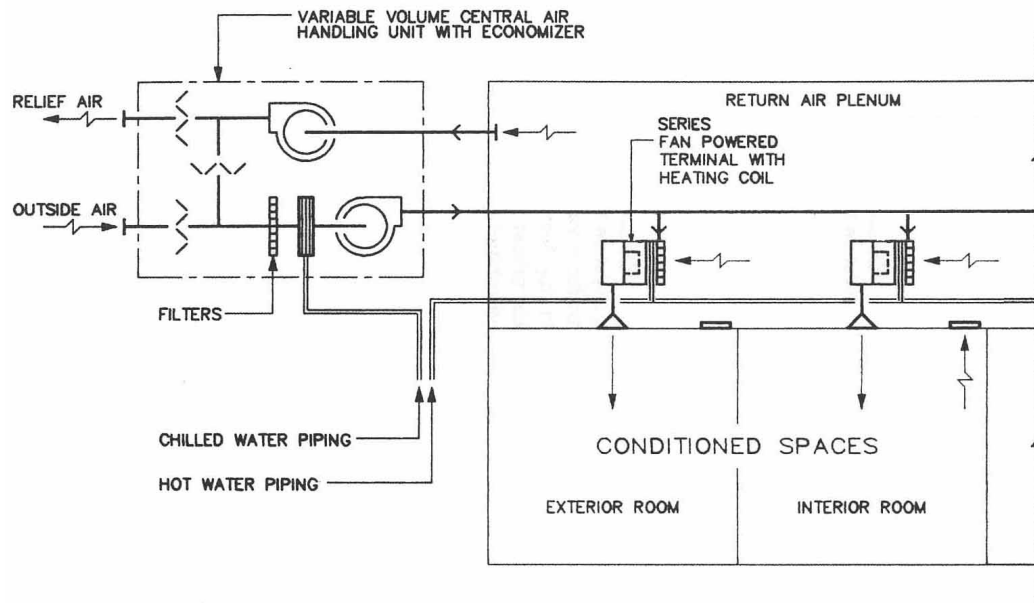 VARIABLE VOLUME CENTRAL AIR
HANDLING UNIT WITH ECONOMIZER
RELIEF AIR
RETURN AIR PLENUM
SERIES
FAN POWERED
TERMINAL WITH
HEATING COIL
OUTSIDE AIR
FILTERS
CHILLED WATER PIPING
HOT WATER PIPING
CONDITIONED SPACES
EXTERIOR ROOM
INTERIOR ROOM